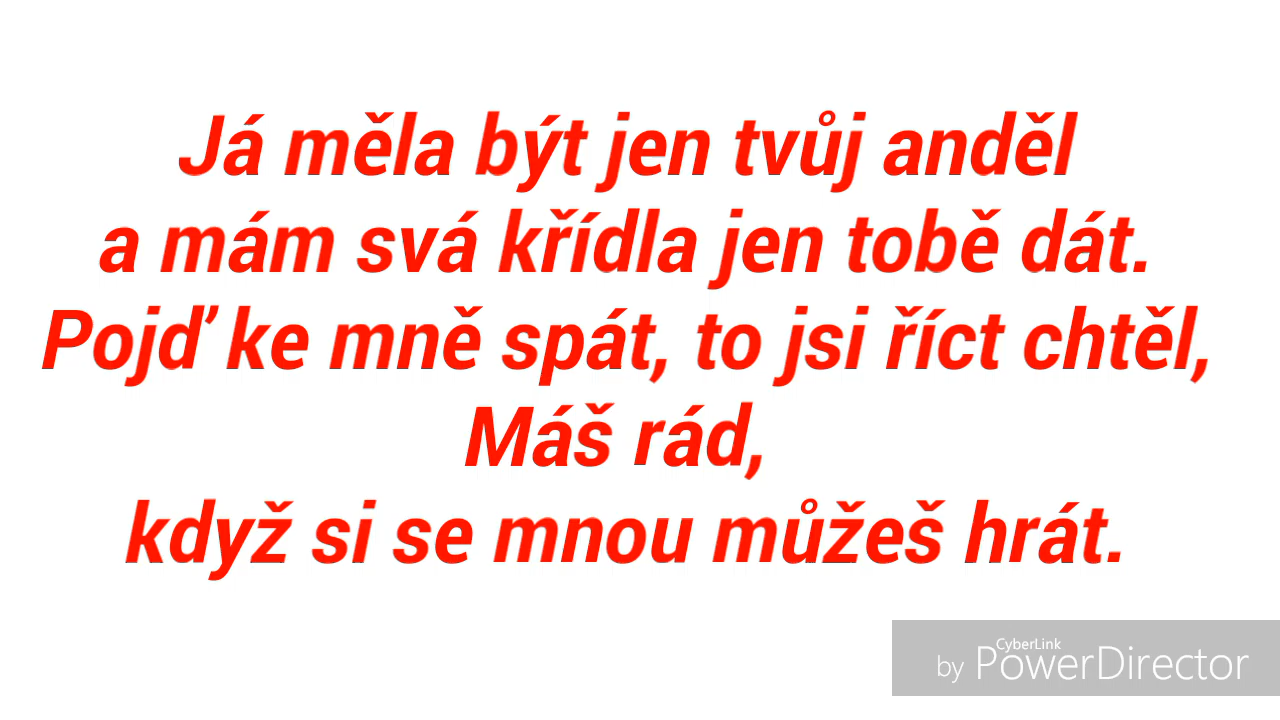 Já měla být jen tvůj anděl
a mám svá křídla jen tobě dát.
Pojď ke mně spát, to jsi říct chtěl,
Máš rád,
když si se mnou můžeš hrát.
CyberLink
by PowerDirector